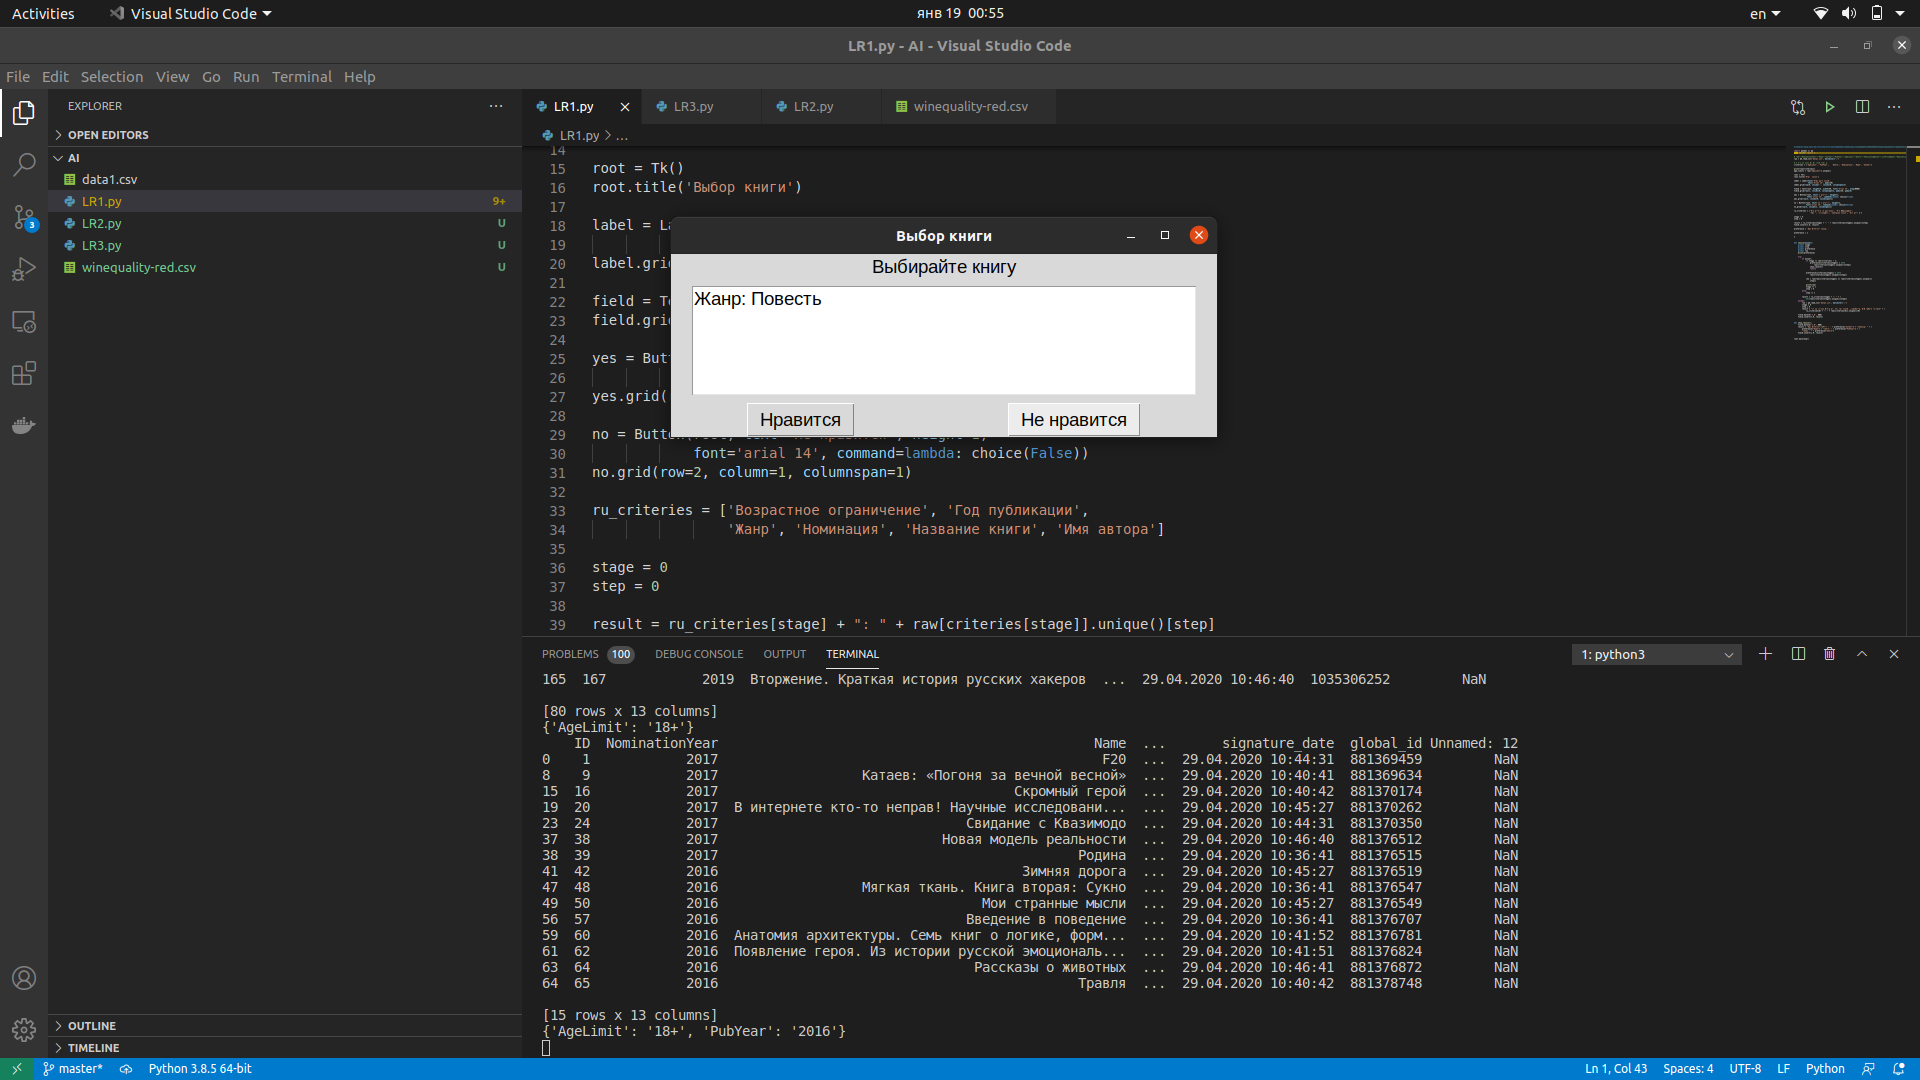 Activities
Visual Studio Code
янв 19 00:55
en
LR1.py - AI - Visual Studio Code
File Edit Selection View Go Run Terminal Help
EXPLORER
OPEN EDITORS
AI
data1.csv
LR1.py 9+
LR2.py U
LR3.py U
winequality-red.csv U
3
OUTLINE
TIMELINE
LR1.py LR3.py LR2.py winequality-red.csv
LR1.py > ...
14
15 root = Tk()
16 root.title('Выбор книги')
17
18 label = La
19
20 label.grid
21
22 field = Te
23 field.grid
24
25 yes = Butt
26
27 yes.grid(
28
29 no = Button(
30 font='arial 14', command=lambda: choice(False))
31 no.grid(row=2, column=1, columnspan=1)
32
33 ru_criteries = ['Возрастное ограничение', 'Год публикации',
34 'Жанр', 'Номинация', 'Название книги', 'Имя автора']
35
36 stage = 0
37 step = 0
38
39 result = ru_criteries[stage] + ": " + raw[criteries[stage]].unique()[step]
Выбор книги
Выбирайте книгу
Жанр: Повесть
Нравится Не нравится
PROBLEMS 100 DEBUG CONSOLE OUTPUT TERMINAL
1: python3
165 167 2019 Вторжение. Краткая история русских хакеров ... 29.04.2020 10:46:40 1035306252 NaN
[80 rows x 13 columns]
{'AgeLimit': '18+'}
ID NominationYear Name ... signature_date global_id Unnamed: 12
0 1 2017 F20 ... 29.04.2020 10:44:31 881369459 NaN
8 9 2017 Катаев: «Погоня за вечной весной» ... 29.04.2020 10:40:41 881369634 NaN
15 16 2017 Скромный герой ... 29.04.2020 10:40:42 881370174 NaN
19 20 2017 В интернете кто-то неправ! Научные исследовани... ... 29.04.2020 10:45:27 881370262 NaN
23 24 2017 Свидание с Квазимодо ... 29.04.2020 10:44:31 881370350 NaN
37 38 2017 Новая модель реальности ... 29.04.2020 10:46:40 881376512 NaN
38 39 2017 Родина ... 29.04.2020 10:36:41 881376515 NaN
41 42 2016 Зимняя дорога ... 29.04.2020 10:45:27 881376519 NaN
47 48 2016 Мягкая ткань. Книга вторая: Сукно ... 29.04.2020 10:36:41 881376547 NaN
49 50 2016 Мои странные мысли ... 29.04.2020 10:45:27 881376549 NaN
56 57 2016 Введение в поведение ... 29.04.2020 10:36:41 881376707 NaN
59 60 2016 Анатомия архитектуры. Семь книг о логике, форм... ... 29.04.2020 10:41:52 881376781 NaN
61 62 2016 Появление героя. Из истории русской эмоциональ... ... 29.04.2020 10:41:51 881376824 NaN
63 64 2016 Рассказы о животных ... 29.04.2020 10:46:41 881376872 NaN
64 65 2016 Травля ... 29.04.2020 10:40:42 881378748 NaN
[15 rows x 13 columns]
{'AgeLimit': '18+', 'PubYear': '2016'}
master* Python 3.8.5 64-bit
Ln 1, Col 43 Spaces: 4 UTF-8 LF Python